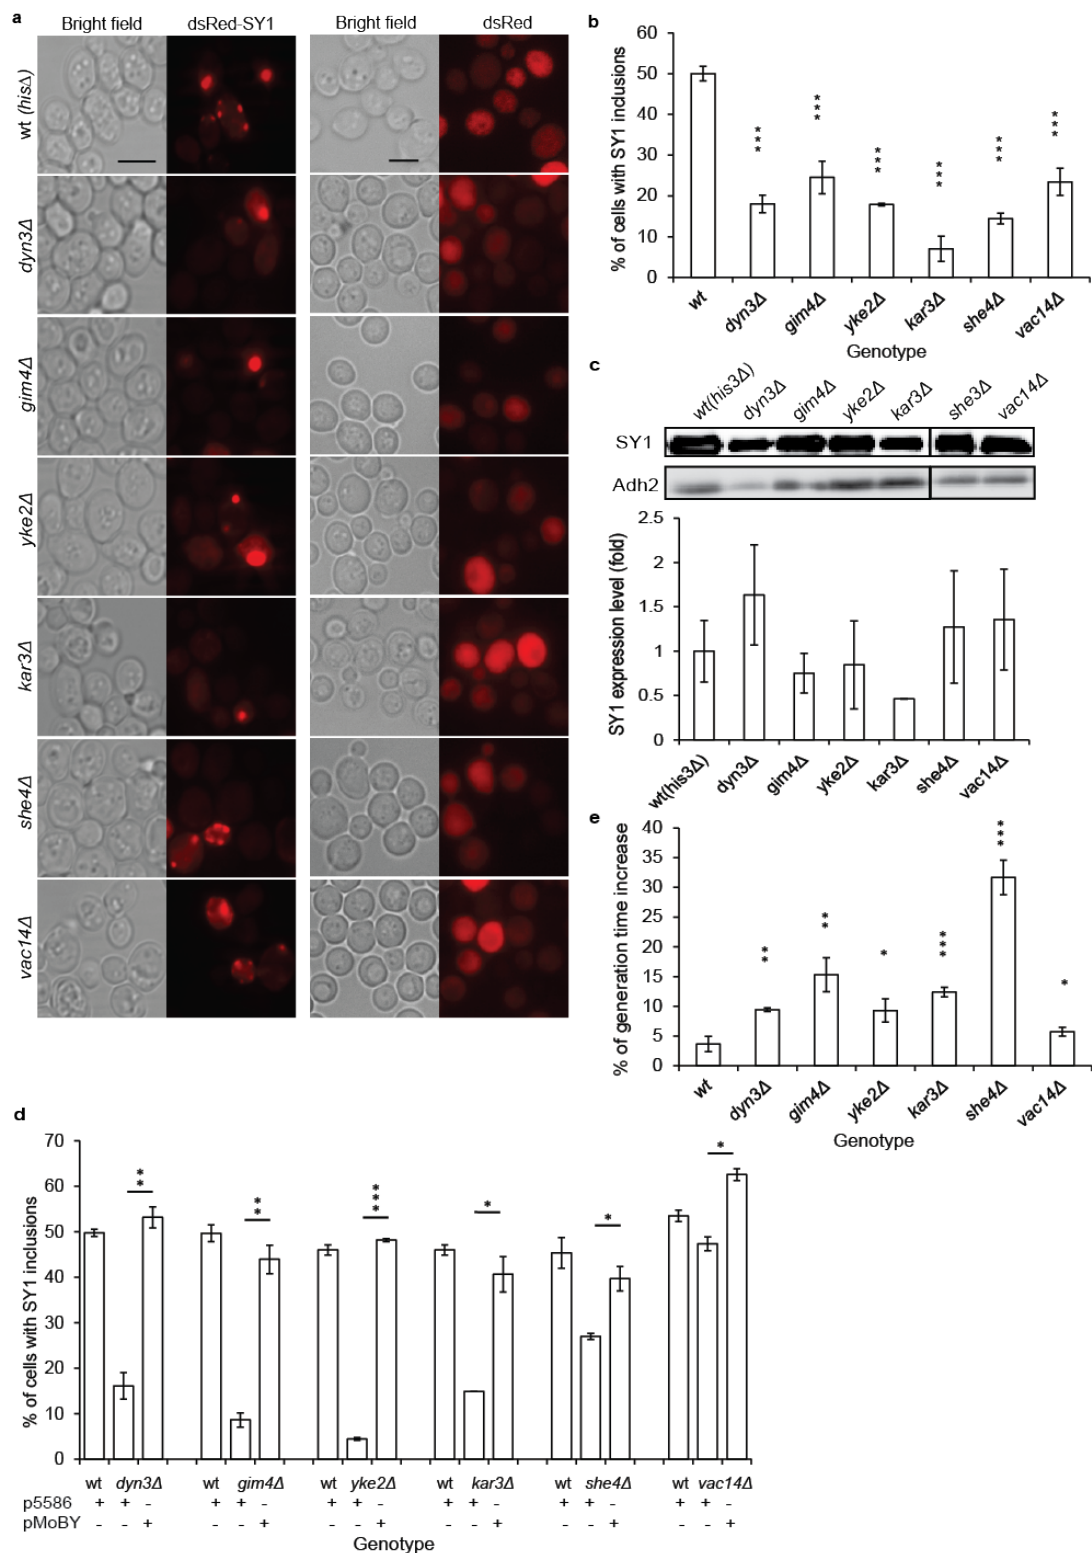 a
Bright field dsRed-SY1 Bright field dsRed
wt (hisΔ)
dyn3Δ
gim4Δ
yke2Δ
kar3Δ
she4Δ
vac14Δ
b
% of cells with SY1 inclusions
60
50
40
30
20
10
0
*** *** *** *** *** ***
wt dyn3Δ gim4Δ yke2Δ kar3Δ she4Δ vac14Δ
Genotype
c
wt(his3Δ) dyn3Δ gim4Δ yke2Δ kar3Δ she3Δ vac14Δ
SY1
Adh2
SY1 expression level (fold)
2.5
2
1.5
1
0.5
0
wt(his3Δ) dyn3Δ gim4Δ yke2Δ kar3Δ she4Δ vac14Δ
e
% of generation time increase
40
35
30
25
20
15
10
5
0
** ** * *** *** *
wt dyn3Δ gim4Δ yke2Δ kar3Δ she4Δ vac14Δ
Genotype
d
% of cells with SY1 inclusions
70
60
50
40
30
20
10
0
** ** *** * * *
wt dyn3Δ wt gim4Δ wt yke2Δ wt kar3Δ wt she4Δ wt vac14Δ
p5586 + + - + + - + + - + + - + + - + + -
pMoBY - - + - - + - - + - - + - - + - - +
Genotype